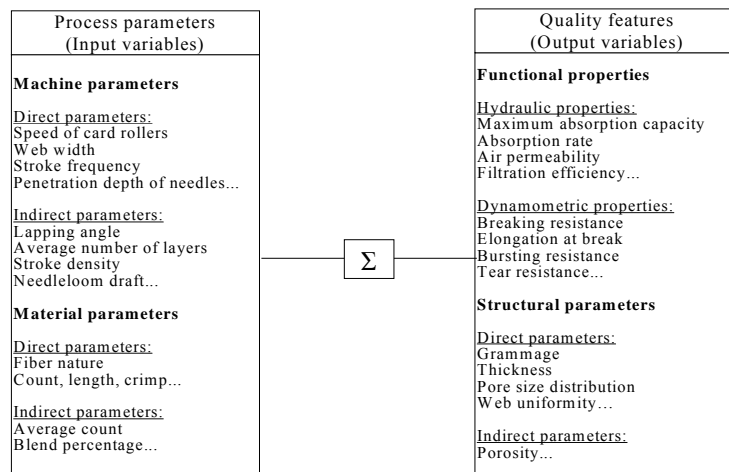 Process parameters
(Input variables)
Machine parameters
Direct parameters:
Speed of card rollers
Web width
Stroke frequency
Penetration depth of needles...
Indirect parameters:
Lapping angle
Average number of layers
Stroke density
Needleloom draft...
Material parameters
Direct parameters:
Fiber nature
Count, length, crimp...
Indirect parameters:
Average count
Blend percentage...
Σ
Quality features
(Output variables)
Functional properties
Hydraulic properties:
Maximum absorption capacity
Absorption rate
Air permeability
Filtration efficiency...
Dynamometric properties:
Breaking resistance
Elongation at break
Bursting resistance
Tear resistance...
Structural parameters
Direct parameters:
Grammage
Thickness
Pore size distribution
Web uniformity…
Indirect parameters:
Porosity...